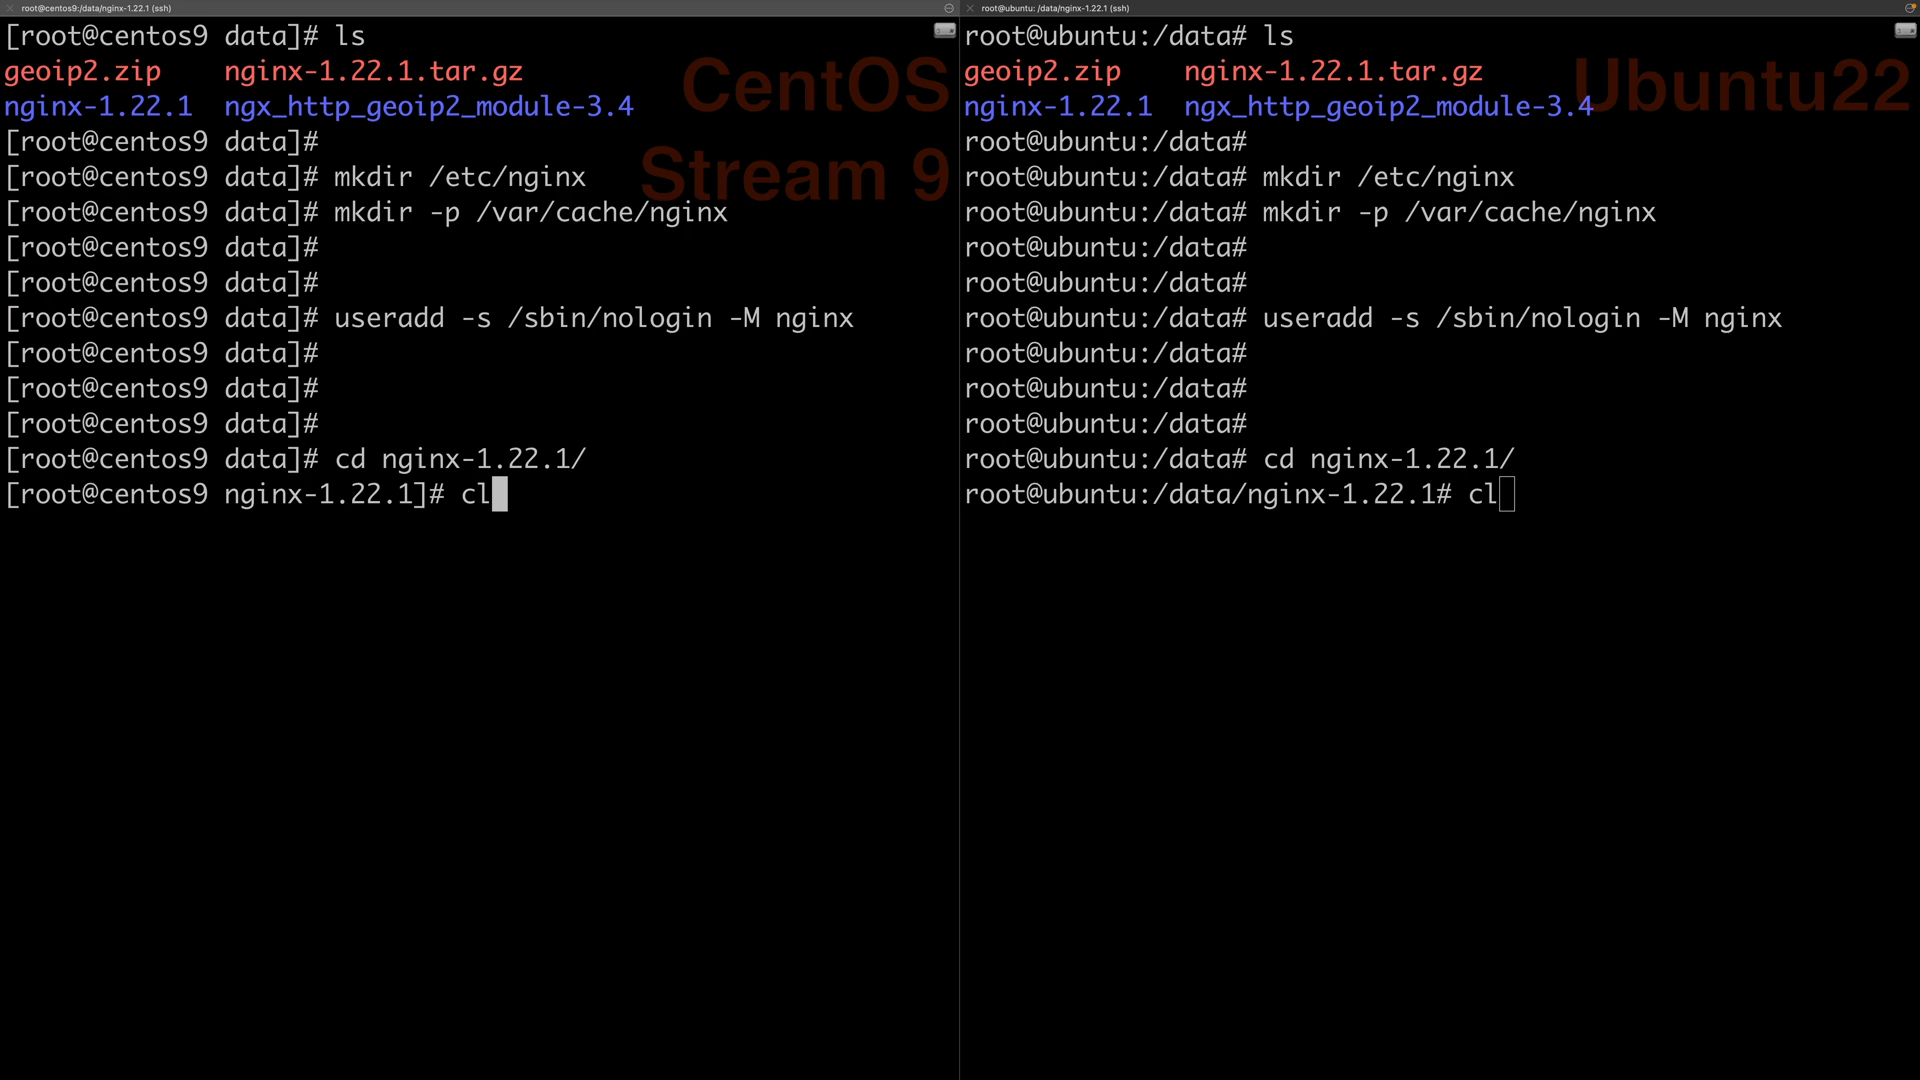 root@centos9:/data/nginx-1.22.1 (ssh)
[root@centos9 data]# ls
geoip2.zip    nginx-1.22.1.tar.gz
nginx-1.22.1  ngx_http_geoip2_module-3.4
[root@centos9 data]#
[root@centos9 data]# mkdir /etc/nginx
[root@centos9 data]# mkdir -p /var/cache/nginx
[root@centos9 data]#
[root@centos9 data]#
[root@centos9 data]# useradd -s /sbin/nologin -M nginx
[root@centos9 data]#
[root@centos9 data]#
[root@centos9 data]#
[root@centos9 data]# cd nginx-1.22.1/
[root@centos9 nginx-1.22.1]# cl
CentOS
Stream 9
root@ubuntu: /data/nginx-1.22.1 (ssh)
root@ubuntu:/data# ls
geoip2.zip    nginx-1.22.1.tar.gz
nginx-1.22.1  ngx_http_geoip2_module-3.4
root@ubuntu:/data#
root@ubuntu:/data# mkdir /etc/nginx
root@ubuntu:/data# mkdir -p /var/cache/nginx
root@ubuntu:/data#
root@ubuntu:/data#
root@ubuntu:/data# useradd -s /sbin/nologin -M nginx
root@ubuntu:/data#
root@ubuntu:/data#
root@ubuntu:/data#
root@ubuntu:/data# cd nginx-1.22.1/
root@ubuntu:/data/nginx-1.22.1# cl
Ubuntu22